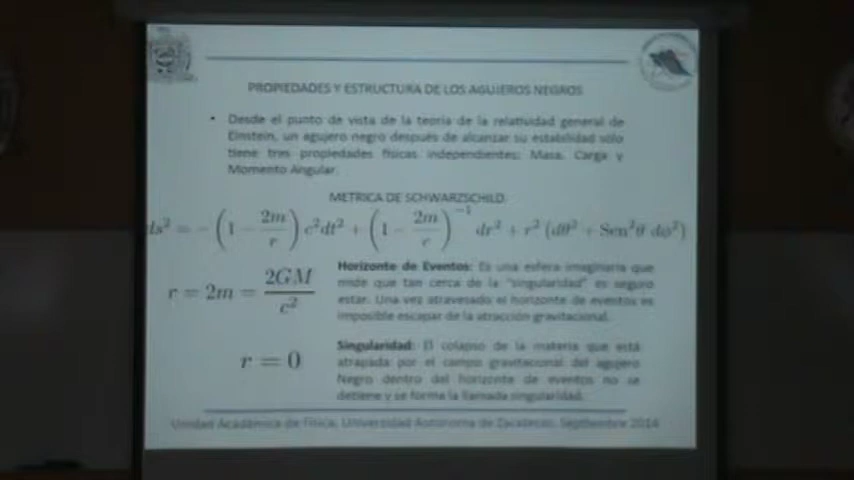 PROPIEDADES Y ESTRUCTURA DE LOS AGUJEROS NEGROS
• Desde el punto de vista de la teoría de la relatividad general de
Einstein, un agujero negro después de alcanzar su estabilidad sólo
tiene tres propiedades físicas independientes: Masa, Carga y
Momento Angular.
METRICA DE SCHWARZSCHILD
ds² = - (1 - 2m/r) c²dt² + (1 - 2m/r)⁻¹ dr² + r² (dθ² + Sen²θ dφ²)
r = 2m = 2GM/c²
Horizonte de Eventos: Es una esfera imaginaria que
mide que tan cerca de la "singularidad" es seguro
estar. Una vez atravesado el horizonte de eventos es
imposible escapar de la atracción gravitacional.
r = 0
Singularidad: El colapso de la materia que está
atrapada por el campo gravitacional del agujero
Negro dentro del horizonte de eventos no se
detiene y se forma la llamada singularidad.
Unidad Académica de Física, Universidad Autónoma de Zacatecas, Septiembre 2014